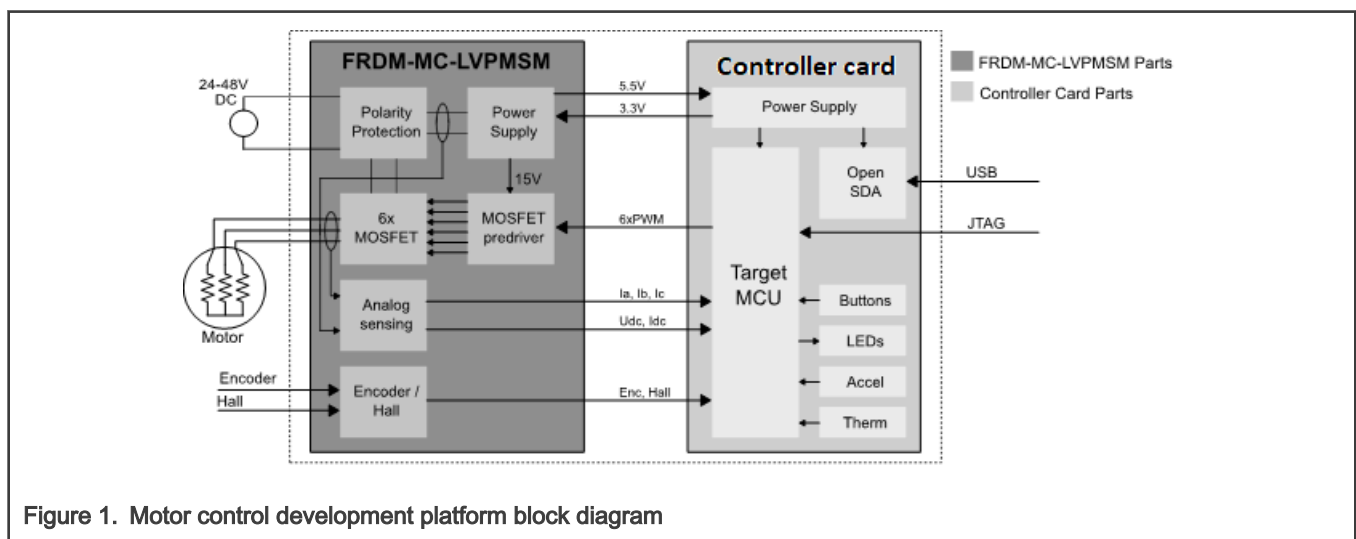 FRDM-MC-LVPMSM
24-48V
DC
Polarity
Protection
Power
Supply
15V
6x
MOSFET
MOSFET
predriver
Analog
sensing
Motor
Encoder
Hall
Encoder /
Hall
5.5V
3.3V
6xPWM
Ia, Ib, Ic
Udc, Idc
Enc, Hall
Controller card
Power Supply
Open
SDA
Target
MCU
Buttons
LEDs
Accel
Therm
USB
JTAG
FRDM-MC-LVPMSM Parts
Controller Card Parts
Figure 1. Motor control development platform block diagram